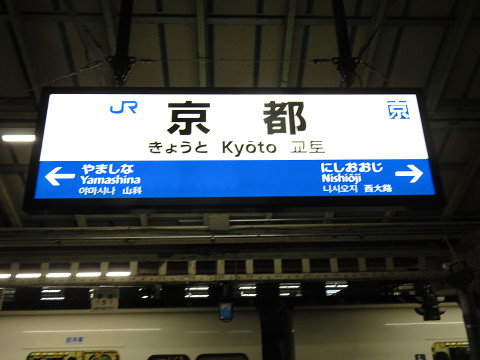 JR 京都 京
きょうと Kyōto 교토
やましな
Yamashina
야마시나 山科
にしおおじ
Nishiōji
니시오지 西大路